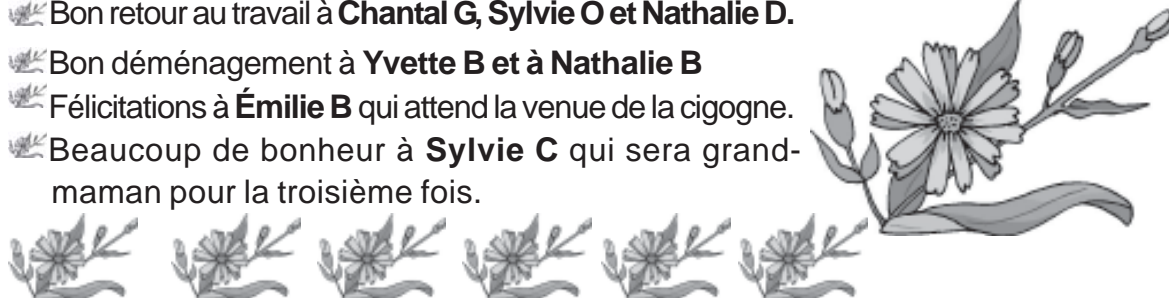 Bon retour au travail à Chantal G, Sylvie O et Nathalie D.
Bon déménagement à Yvette B et à Nathalie B
Félicitations à Émilie B qui attend la venue de la cigogne.
Beaucoup de bonheur à Sylvie C qui sera grand-
maman pour la troisième fois.